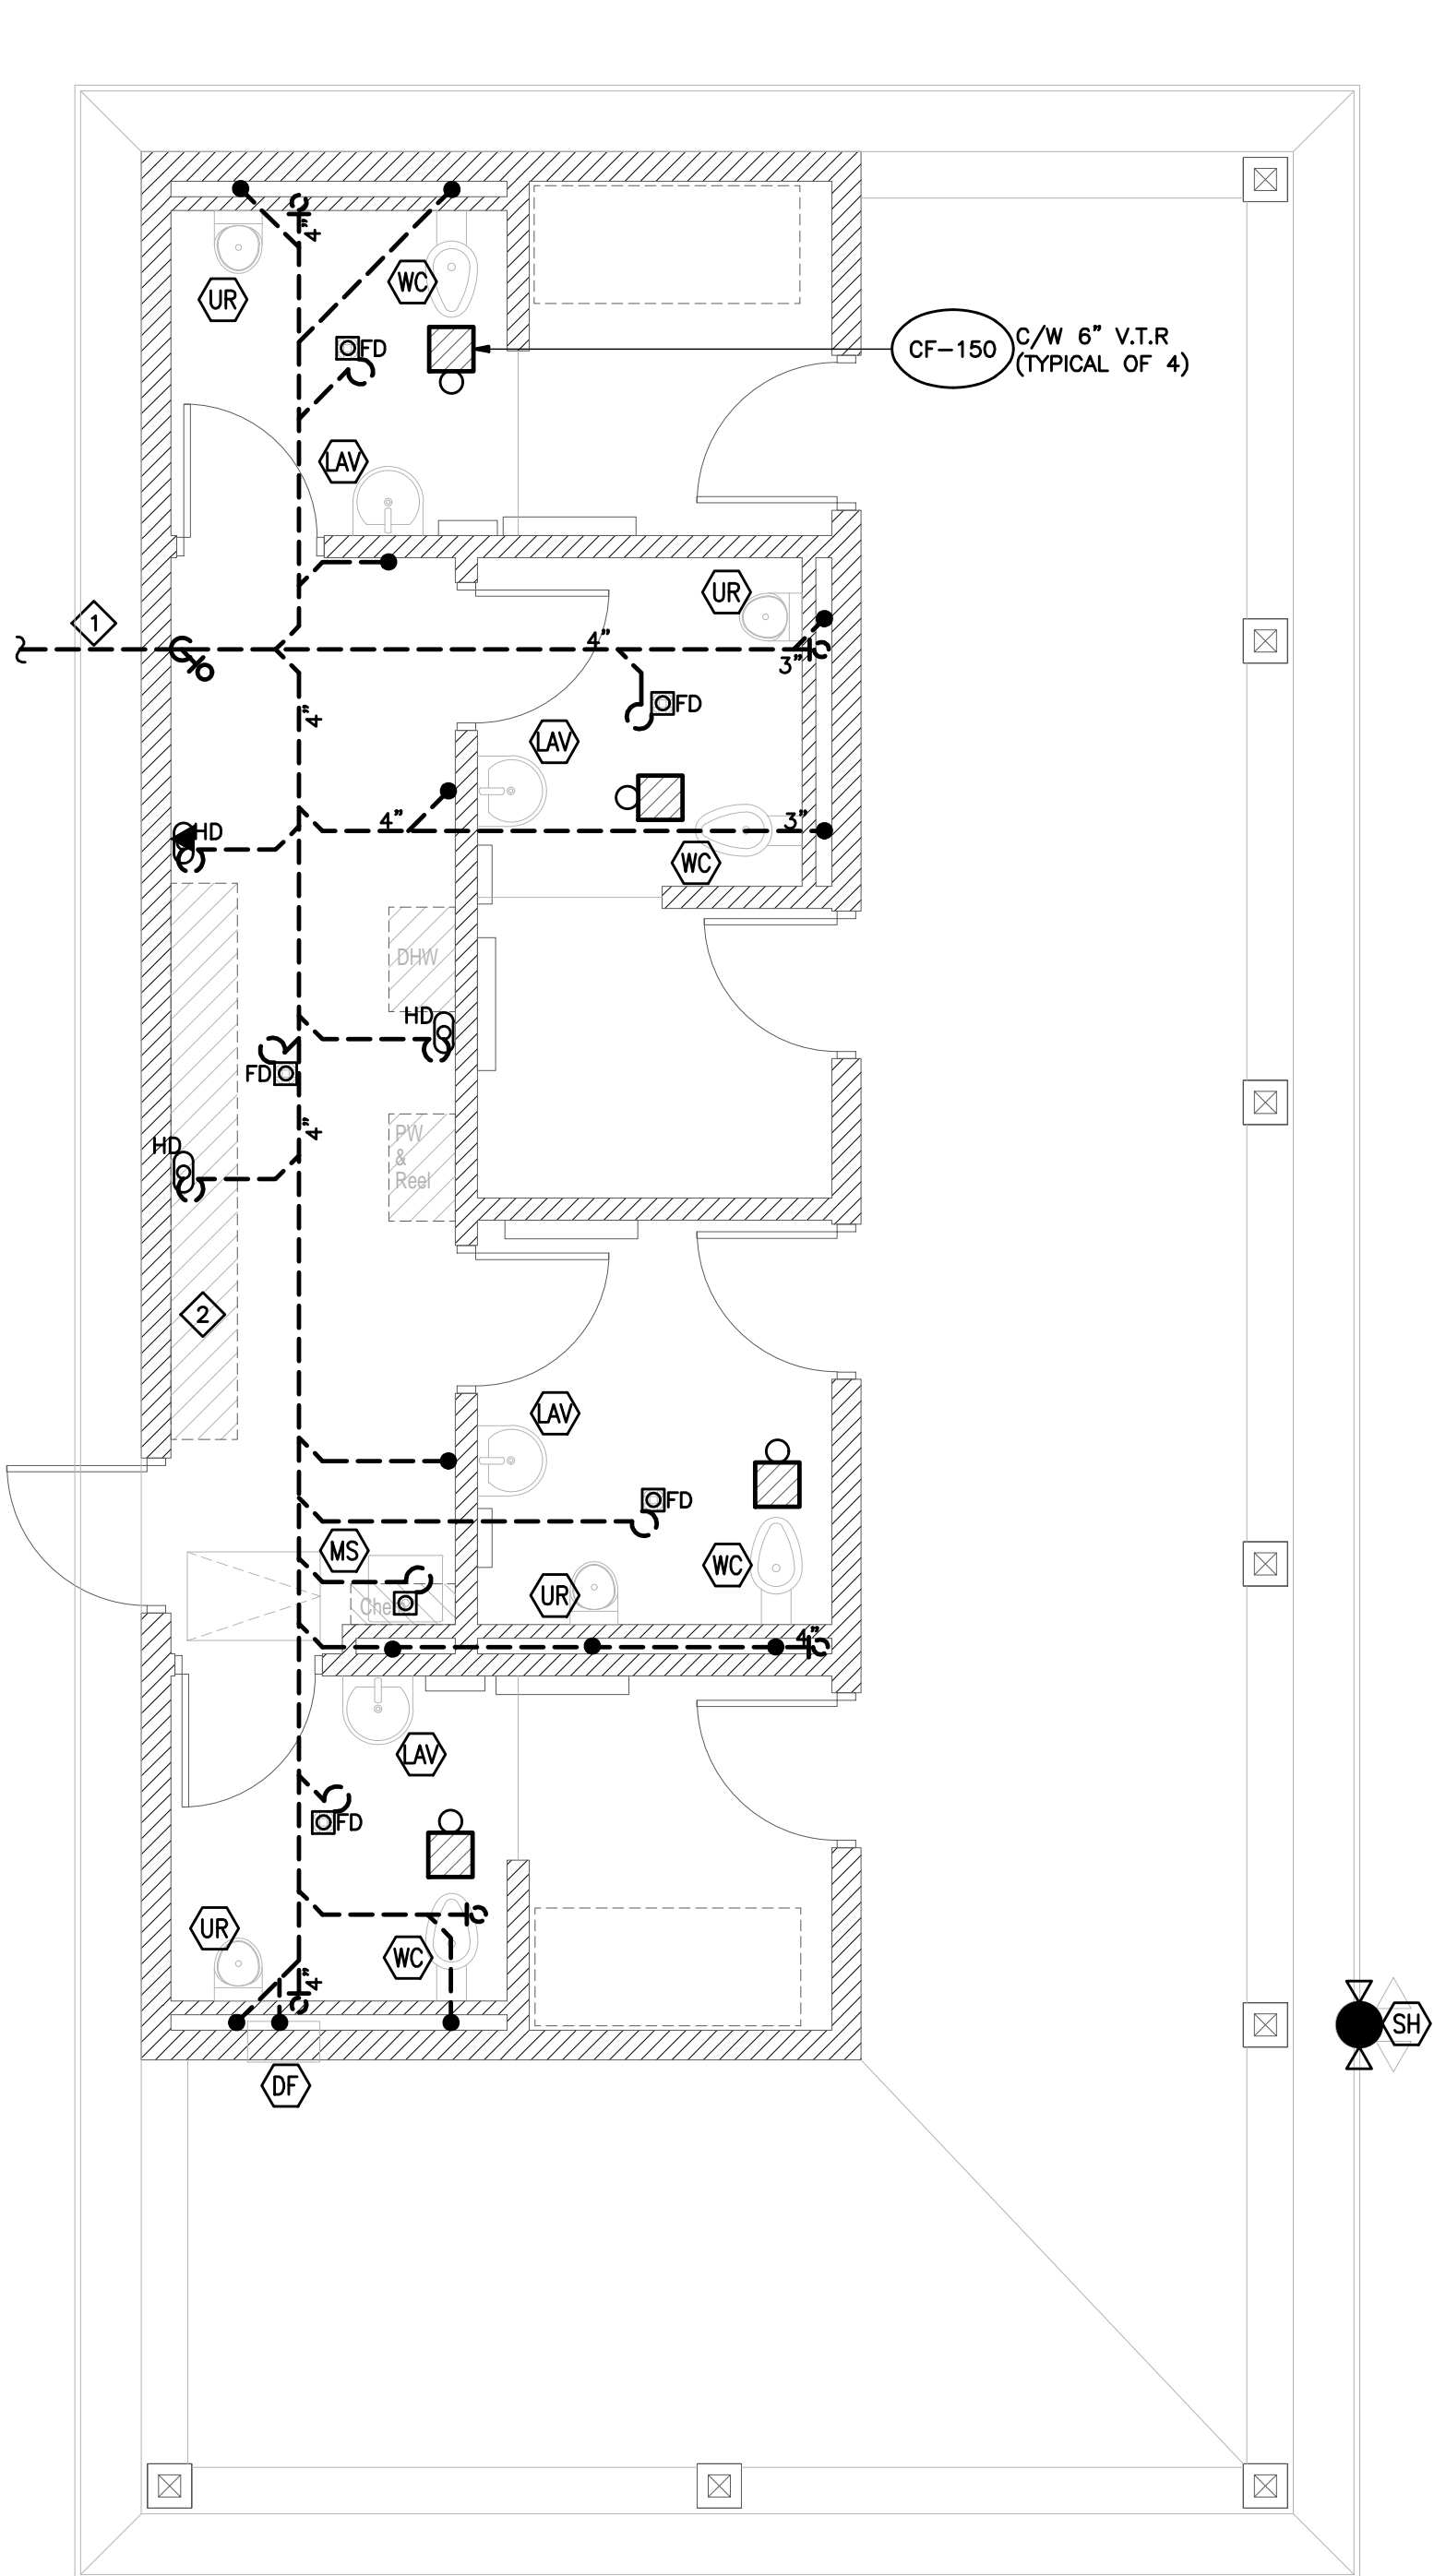 4"
UR
WC
FD
CF-150
C/W 6" V.T.R
(TYPICAL OF 4)
LAV
UR
1
4"
3"
FD
4"
LAV
HD
4"
3"
WC
DHW
HD
FD
4"
PW
&
Reel
HD
2
LAV
FD
MS
WC
UR
4"
LAV
FD
UR
WC
4"
SH
DF